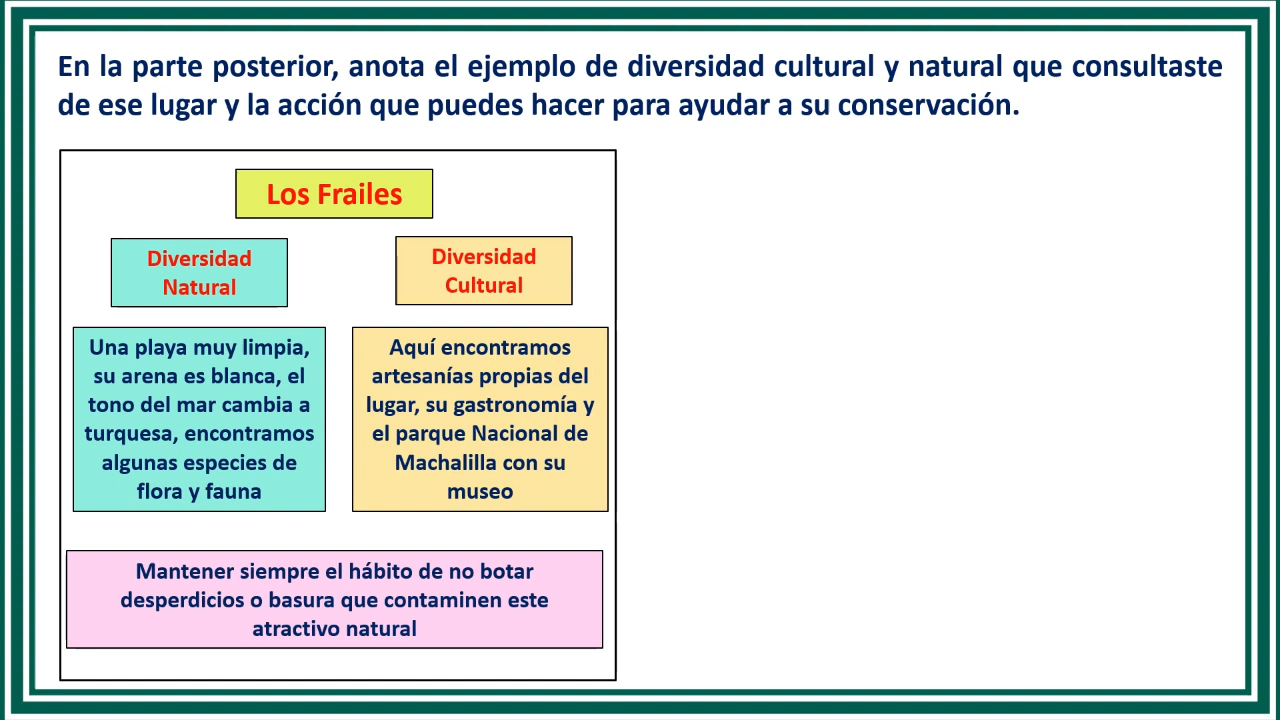 En la parte posterior, anota el ejemplo de diversidad cultural y natural que consultaste
de ese lugar y la acción que puedes hacer para ayudar a su conservación.
Los Frailes
Diversidad
Natural
Diversidad
Cultural
Una playa muy limpia,
su arena es blanca, el
tono del mar cambia a
turquesa, encontramos
algunas especies de
flora y fauna
Aquí encontramos
artesanías propias del
lugar, su gastronomía y
el parque Nacional de
Machalilla con su
museo
Mantener siempre el hábito de no botar
desperdicios o basura que contaminen este
atractivo natural